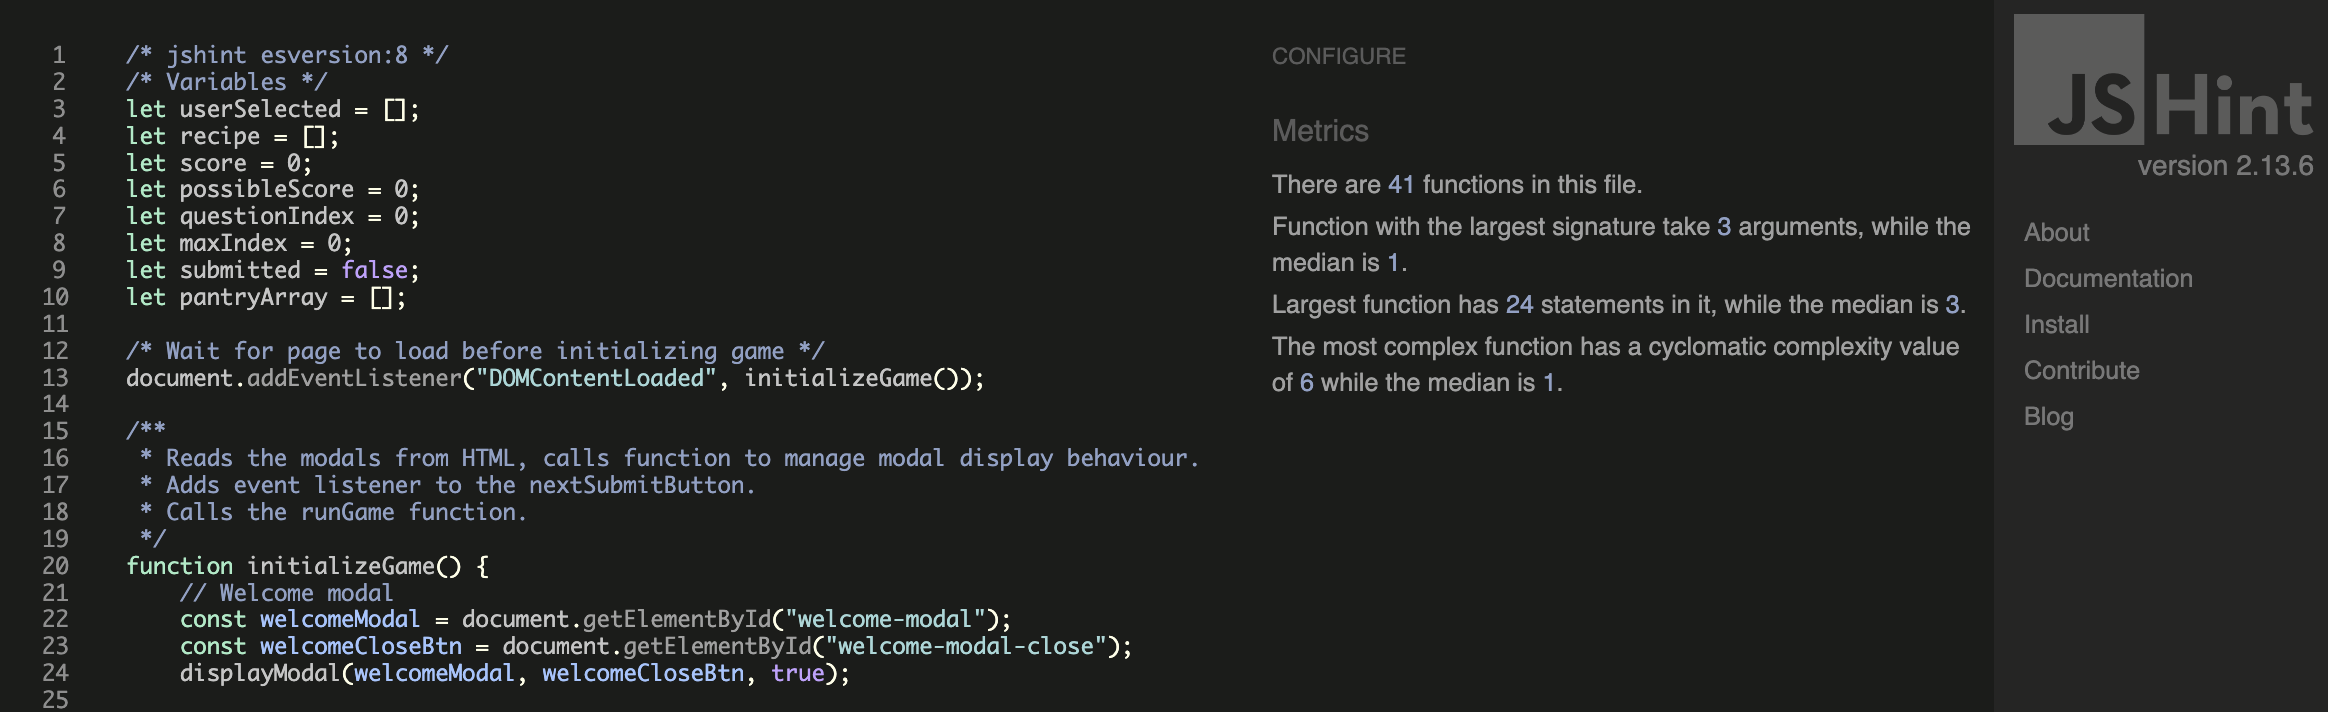 1 /* jshint esversion:8 */
2 /* Variables */
3 let userSelected = [];
4 let recipe = [];
5 let score = 0;
6 let possibleScore = 0;
7 let questionIndex = 0;
8 let maxIndex = 0;
9 let submitted = false;
10 let pantryArray = [];
11
12 /* Wait for page to load before initializing game */
13 document.addEventListener("DOMContentLoaded", initializeGame());
14
15 /**
16  * Reads the modals from HTML, calls function to manage modal display behaviour.
17  * Adds event listener to the nextSubmitButton.
18  * Calls the runGame function.
19  */
20 function initializeGame() {
21     // Welcome modal
22     const welcomeModal = document.getElementById("welcome-modal");
23     const welcomeCloseBtn = document.getElementById("welcome-modal-close");
24     displayModal(welcomeModal, welcomeCloseBtn, true);
25
CONFIGURE
Metrics
There are 41 functions in this file.
Function with the largest signature take 3 arguments, while the
median is 1.
Largest function has 24 statements in it, while the median is 3.
The most complex function has a cyclomatic complexity value
of 6 while the median is 1.
JSHint
version 2.13.6
About
Documentation
Install
Contribute
Blog